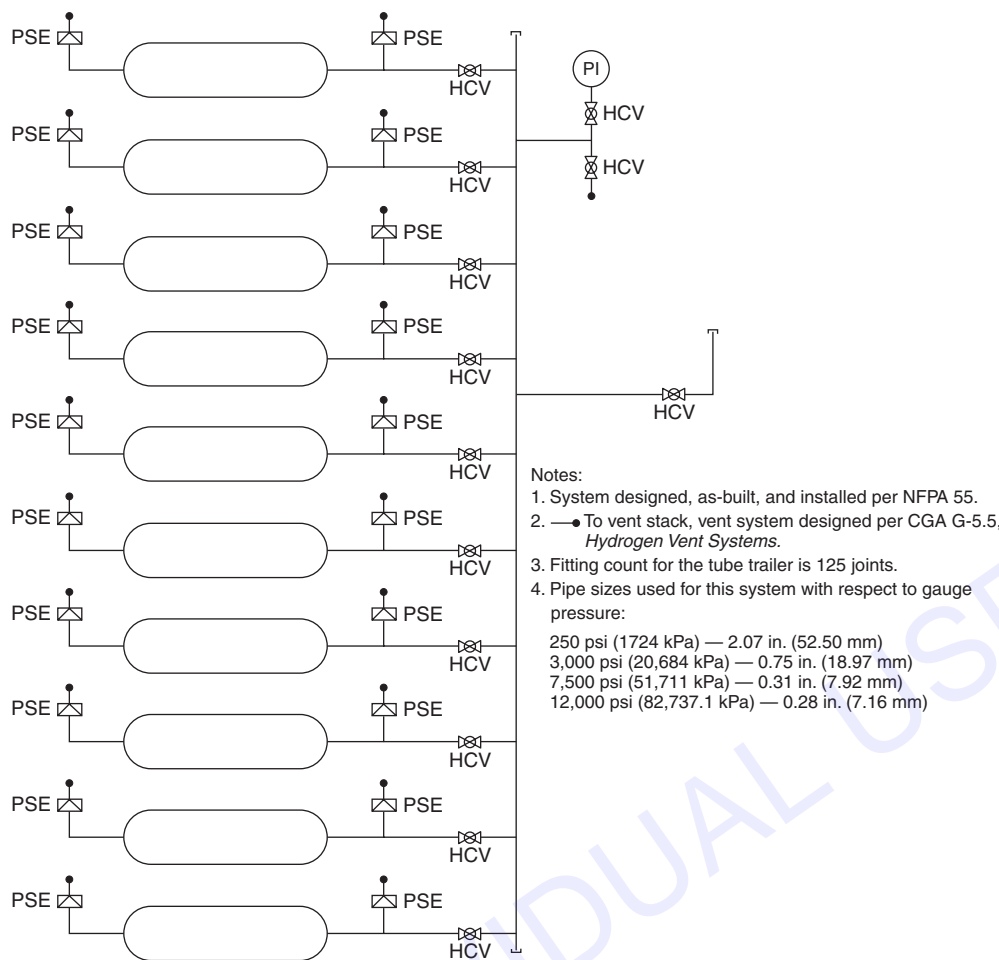 PSE PSE
HCV
PI
HCV
PSE PSE
HCV
HCV
PSE PSE
HCV
PSE PSE
HCV
HCV
PSE PSE
HCV
Notes:
1. System designed, as-built, and installed per NFPA 55.
2. To vent stack, vent system designed per CGA G-5.5,
Hydrogen Vent Systems.
3. Fitting count for the tube trailer is 125 joints.
4. Pipe sizes used for this system with respect to gauge
pressure:
250 psi (1724 kPa) — 2.07 in. (52.50 mm)
3,000 psi (20,684 kPa) — 0.75 in. (18.97 mm)
7,500 psi (51,711 kPa) — 0.31 in. (7.92 mm)
12,000 psi (82,737.1 kPa) — 0.28 in. (7.16 mm)
PSE PSE
HCV
PSE PSE
HCV
PSE PSE
HCV
PSE PSE
HCV
PSE PSE
HCV